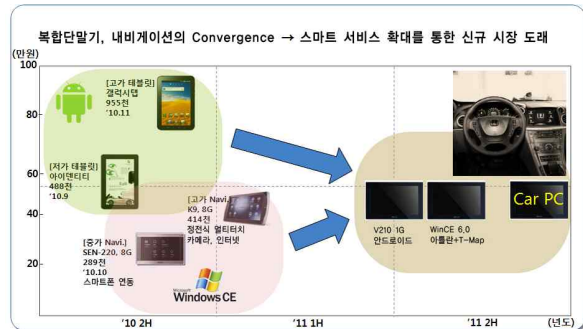 복합단말기, 내비게이션의 Convergence → 스마트 서비스 확대를 통한 신규 시장 도래
(만원)
100
80
60
40
20
[고가 태블릿]
갤럭시탭
955천
'10.11
[저가 태블릿]
아이덴티티
488천
'10.9
[고가 Navi.]
K9, 8G
414천
정전식 멀티터치
카메라, 인터넷
[중가 Navi.]
SEN-220, 8G
289천
'10.10
스마트폰 연동
Windows CE
V210 1G
안드로이드
WinCE 6.0
아틀란+T-Map
Car PC
'10 2H
'11 1H
'11 2H
(년도)